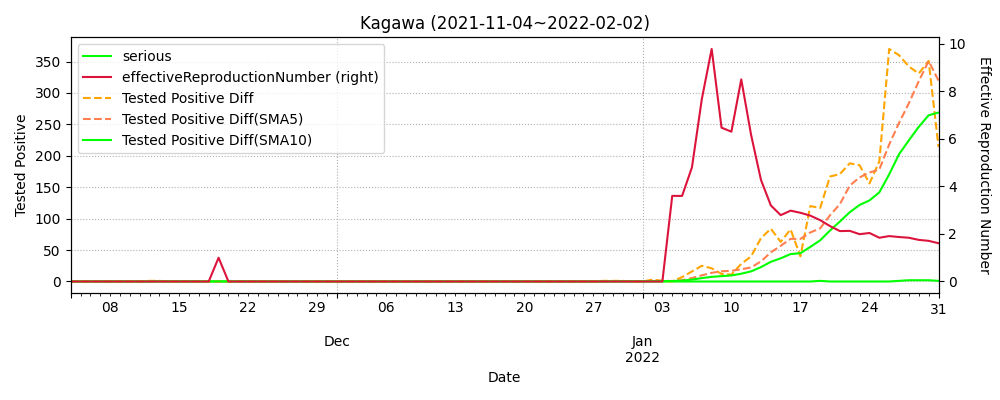 Kagawa (2021-11-04~2022-02-02)
serious
effectiveReproductionNumber (right)
Tested Positive Diff
Tested Positive Diff(SMA5)
Tested Positive Diff(SMA10)
Tested Positive
350
300
250
200
150
100
50
0
10
8
6
4
2
0
Effective Reproduction Number
08 15 22 29 06 13 20 27 03 10 17 24 31
Dec Jan
2022
Date